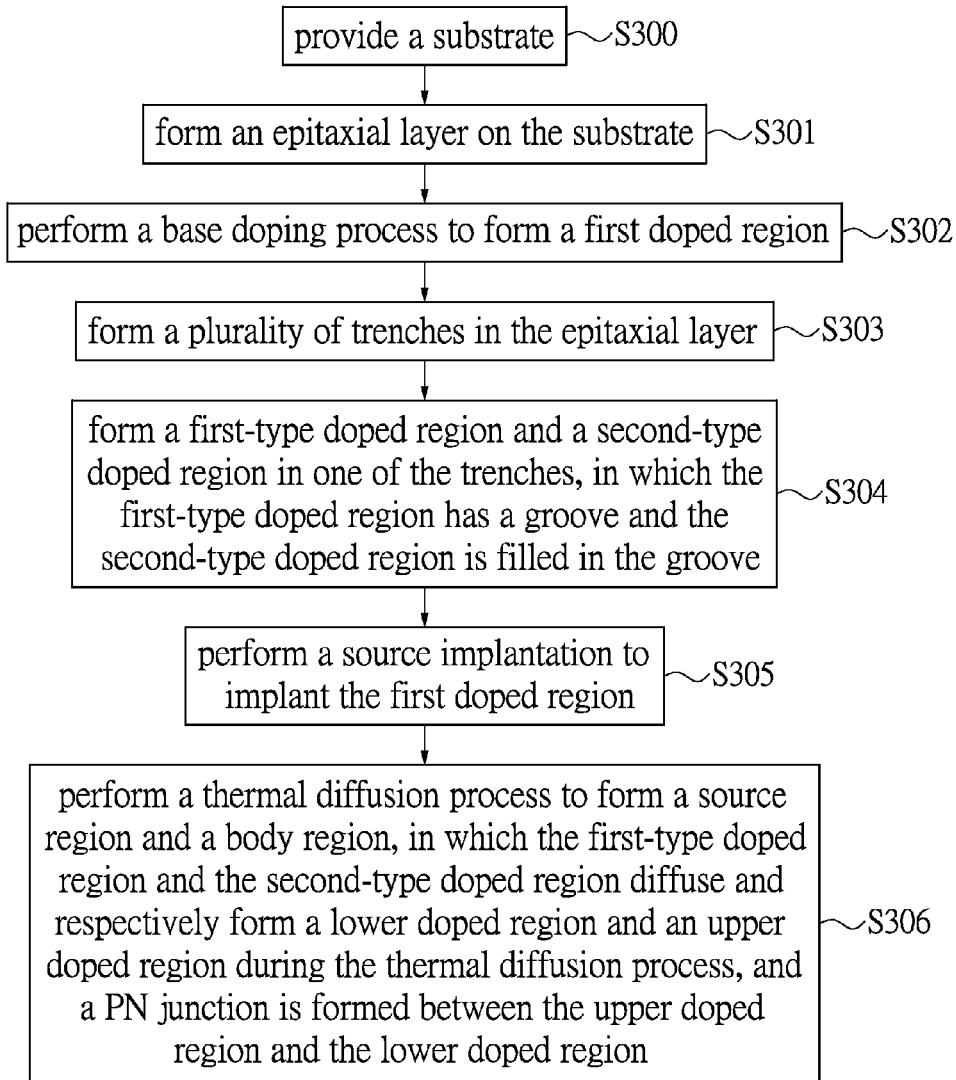 provide a substrate S300
form an epitaxial layer on the substrate S301
perform a base doping process to form a first doped region S302
form a plurality of trenches in the epitaxial layer S303
form a first-type doped region and a second-type
doped region in one of the trenches, in which the
first-type doped region has a groove and the
second-type doped region is filled in the groove
S304
perform a source implantation to
implant the first doped region
S305
perform a thermal diffusion process to form a source
region and a body region, in which the first-type doped
region and the second-type doped region diffuse and
respectively form a lower doped region and an upper
doped region during the thermal diffusion process, and
a PN junction is formed between the upper doped
region and the lower doped region
S306